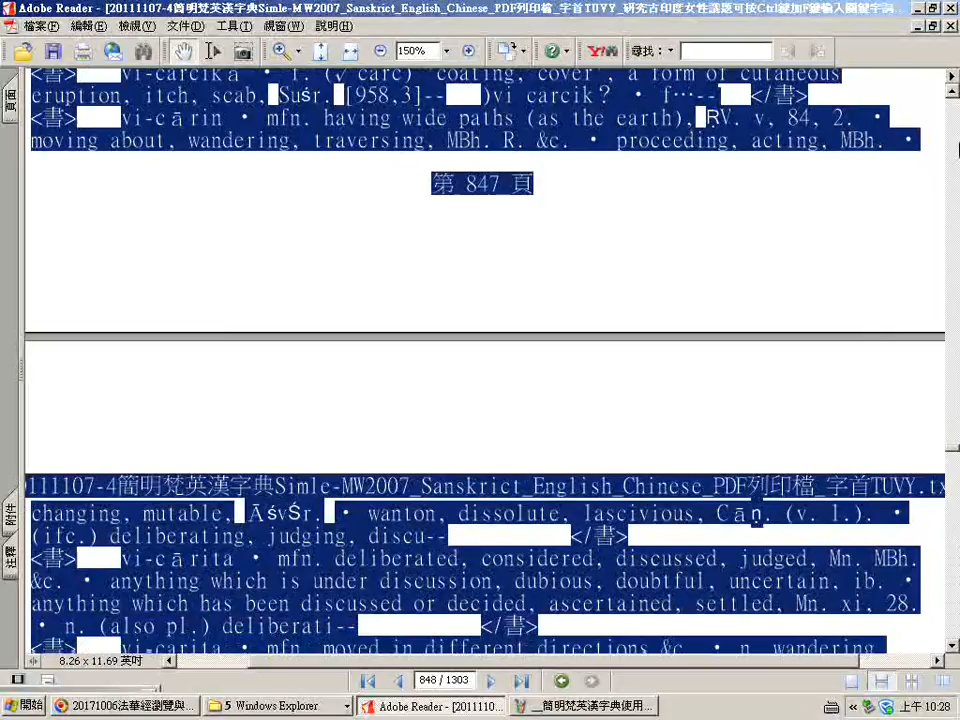 Adobe Reader - [20111107-4簡明梵英漢字典Simle-MW2007_Sanskrict_English_Chinese_PDF列印檔_字首TUVY_研究古印度女性議題可按Ctrl鍵加F鍵輸入關鍵字詞
檔案(F) 編輯(E) 檢視(V) 文件(D) 工具(T) 視窗(W) 說明(H)
150% 尋找:
頁面
<書> vi-carcikā • f. (√ carc) coating, cover , a form of cutaneous
eruption, itch, scab, Suśr. [958,3]-- )vi carcik? • f…-- </書>
<書> vi-cārin • mfn. having wide paths (as the earth), ṚV. v, 84, 2. •
moving about, wandering, traversing, MBh. R. &c. • proceeding, acting, MBh. •
第 847 頁
111107-4簡明梵英漢字典Simle-MW2007_Sanskrict_English_Chinese_PDF列印檔_字首TUVY.tx
changing, mutable, ĀśvŚr. • wanton, dissolute, lascivious, Cāṇ. (v. l.). •
(ifc.) deliberating, judging, discu-- </書>
<書> vi-cārita • mfn. deliberated, considered, discussed, judged, Mn. MBh.
&c. • anything which is under discussion, dubious, doubtful, uncertain, ib. •
anything which has been discussed or decided, ascertained, settled, Mn. xi, 28.
• n. (also pl.) deliberati-- </書>
<書> vi-carita • mfn. moved in different directions &c. • n. wandering
附件
注釋
8.26 x 11.69 英吋
848 / 1303
開始 20171006法華經瀏覽與... 5 Windows Explorer Adobe Reader - [2011110... __簡明梵英漢字典使用... 上午 10:28